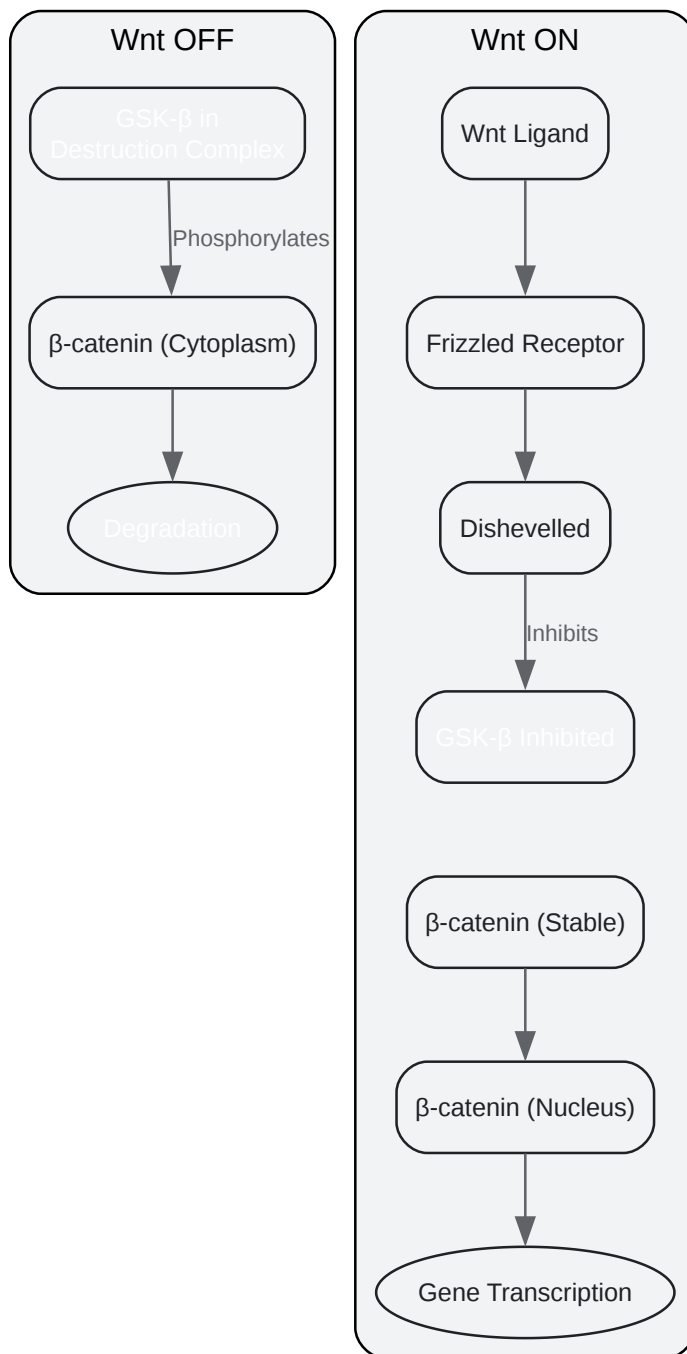 Wnt OFF
GSK-β in
Destruction Complex
Phosphorylates
β-catenin (Cytoplasm)
Degradation
Wnt ON
Wnt Ligand
Frizzled Receptor
Dishevelled
Inhibits
GSK-β Inhibited
β-catenin (Stable)
β-catenin (Nucleus)
Gene Transcription